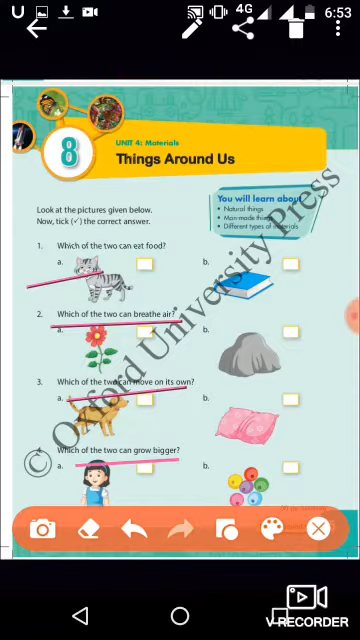 4G 6:53
8
UNIT 4: Materials
Things Around Us
Look at the pictures given below.
Now, tick (✓) the correct answer.
You will learn about
• Natural things
• Man-made things
• Different types of materials
1. Which of the two can eat food?
a. b.
2. Which of the two can breathe air?
a. b.
3. Which of the two can move on its own?
a. b.
4. Which of the two can grow bigger?
a. b.
© Oxford University Press
V RECORDER